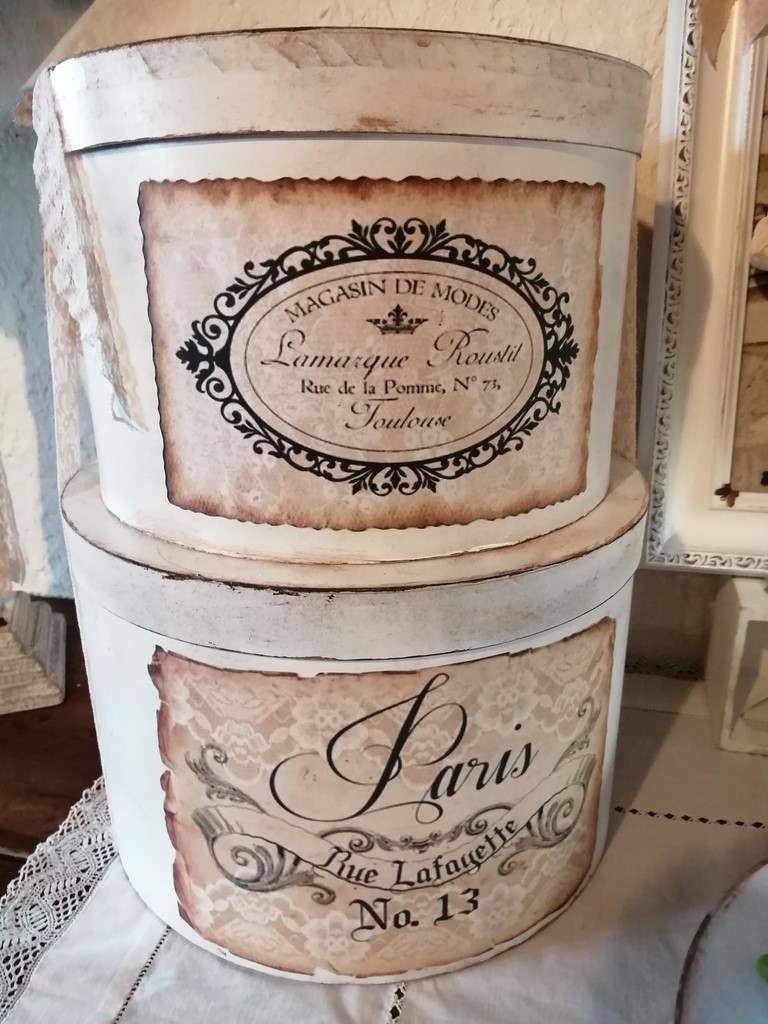 MAGASIN DE MODES
Lamarque Roustil
Rue de la Pomme, N° 73,
Toulouse
Paris
Rue Lafayette
No. 13